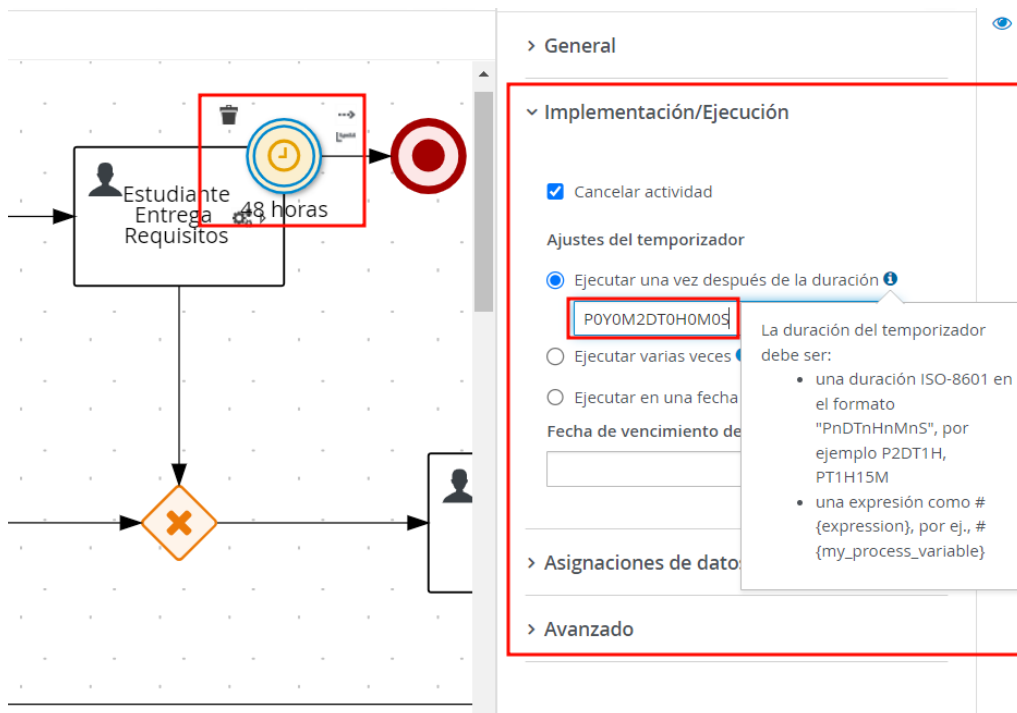 Estudiante
Entrega
Requisitos
48 horas
General
Implementación/Ejecución
Cancelar actividad
Ajustes del temporizador
Ejecutar una vez después de la duración
P0Y0M2DT0H0M0S
Ejecutar varias veces
Ejecutar en una fecha
Fecha de vencimiento de
La duración del temporizador
debe ser:
una duración ISO-8601 en
el formato
"PnDTnHnMnS", por
ejemplo P2DT1H,
PT1H15M
una expresión como #
{expression}, por ej., #
{my_process_variable}
Asignaciones de dato
Avanzado